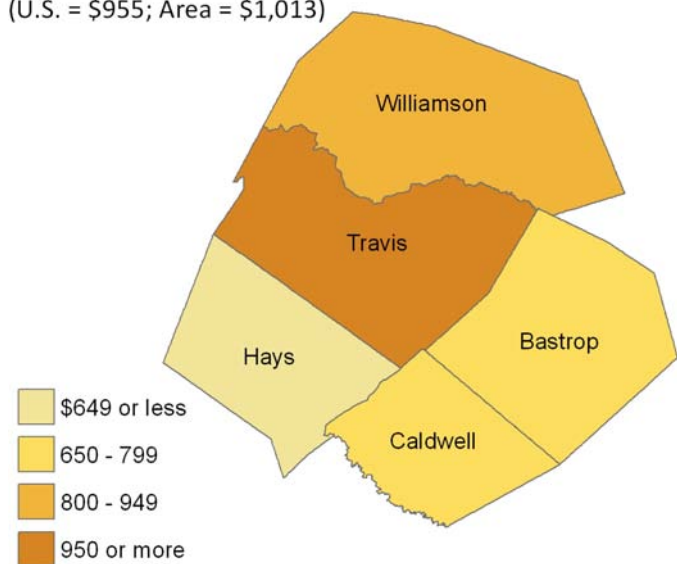 (U.S. = $955; Area = $1,013)
Williamson
Travis
Bastrop
Hays
Caldwell
$649 or less
650 - 799
800 - 949
950 or more